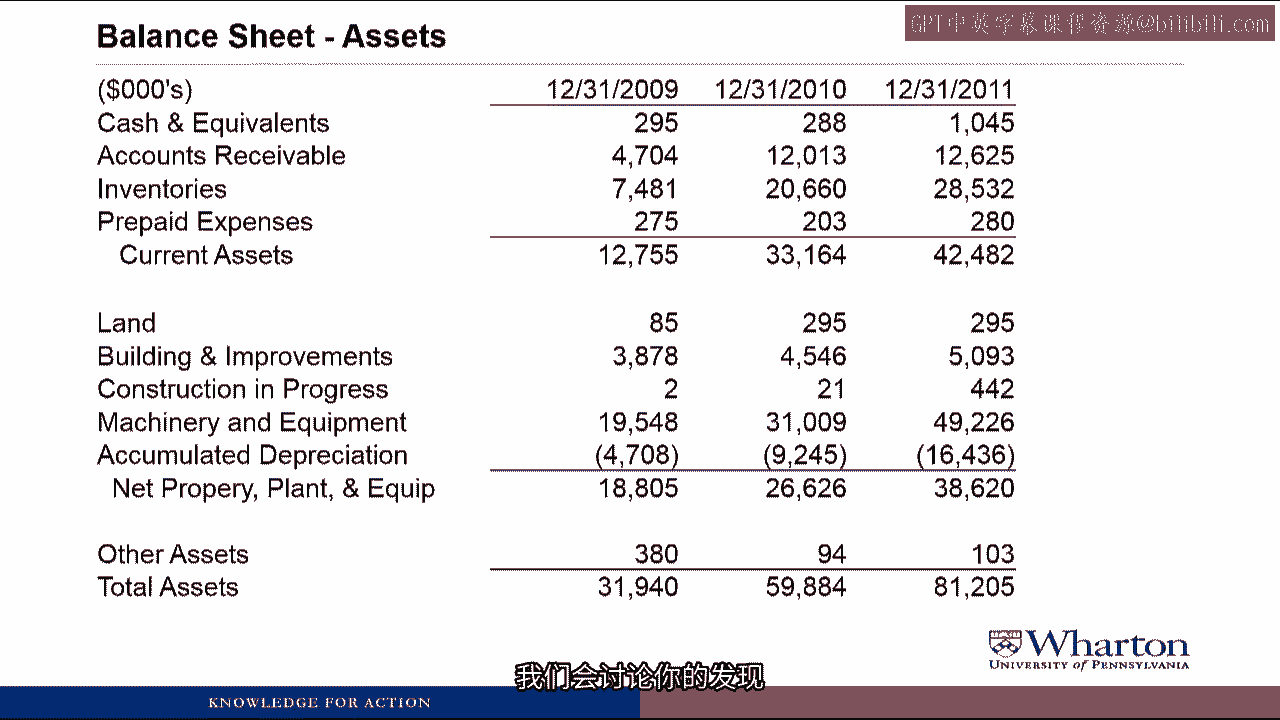 GPT中英字幕课程资源@bilibili.com
Balance Sheet - Assets
($000's) 12/31/2009 12/31/2010 12/31/2011
Cash & Equivalents 295 288 1,045
Accounts Receivable 4,704 12,013 12,625
Inventories 7,481 20,660 28,532
Prepaid Expenses 275 203 280
Current Assets 12,755 33,164 42,482
Land 85 295 295
Building & Improvements 3,878 4,546 5,093
Construction in Progress 2 21 442
Machinery and Equipment 19,548 31,009 49,226
Accumulated Depreciation (4,708) (9,245) (16,436)
Net Propery, Plant, & Equip 18,805 26,626 38,620
Other Assets 380 94 103
Total Assets 31,940 59,884 81,205
Wharton
UNIVERSITY of PENNSYLVANIA
我们会讨论你的发现
KNOWLEDGE FOR ACTION